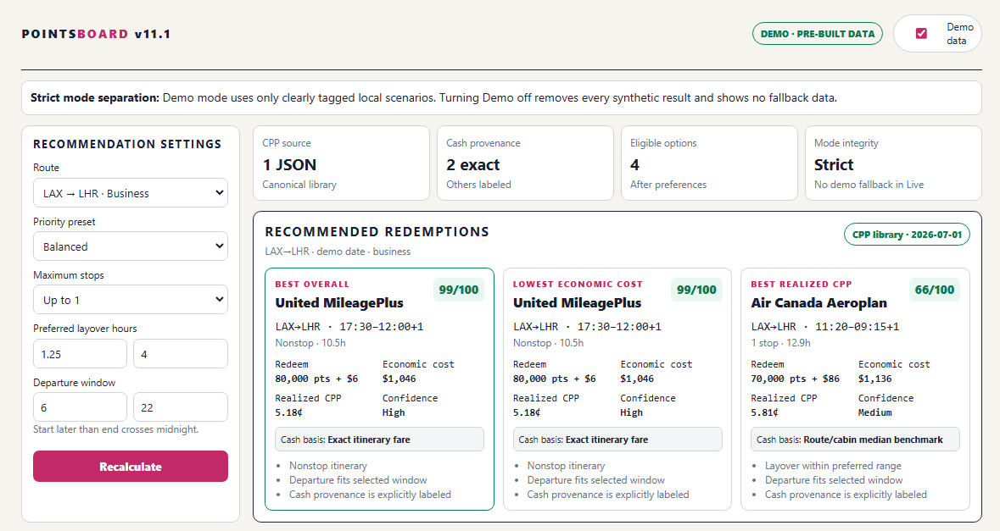 POINTSBOARD v11.1
DEMO · PRE-BUILT DATA
Demo
data
Strict mode separation: Demo mode uses only clearly tagged local scenarios. Turning Demo off removes every synthetic result and shows no fallback data.
RECOMMENDATION SETTINGS
Route
LAX → LHR · Business
Priority preset
Balanced
Maximum stops
Up to 1
Preferred layover hours
1.25 4
Departure window
6 22
Start later than end crosses midnight.
Recalculate
CPP source
1 JSON
Canonical library
Cash provenance
2 exact
Others labeled
Eligible options
4
After preferences
Mode integrity
Strict
No demo fallback in Live
RECOMMENDED REDEMPTIONS
LAX→LHR · demo date · business
CPP library · 2026-07-01
BEST OVERALL
99/100
United MileagePlus
LAX→LHR · 17:30–12:00+1
Nonstop · 10.5h
Redeem Economic cost
80,000 pts + $6 $1,046
Realized CPP Confidence
5.18¢ High
Cash basis: Exact itinerary fare
• Nonstop itinerary
• Departure fits selected window
• Cash provenance is explicitly labeled
LOWEST ECONOMIC COST
99/100
United MileagePlus
LAX→LHR · 17:30–12:00+1
Nonstop · 10.5h
Redeem Economic cost
80,000 pts + $6 $1,046
Realized CPP Confidence
5.18¢ High
Cash basis: Exact itinerary fare
• Nonstop itinerary
• Departure fits selected window
• Cash provenance is explicitly labeled
BEST REALIZED CPP
66/100
Air Canada Aeroplan
LAX→LHR · 11:20–09:15+1
1 stop · 12.9h
Redeem Economic cost
70,000 pts + $86 $1,136
Realized CPP Confidence
5.81¢ Medium
Cash basis: Route/cabin median benchmark
• Layover within preferred range
• Departure fits selected window
• Cash provenance is explicitly labeled